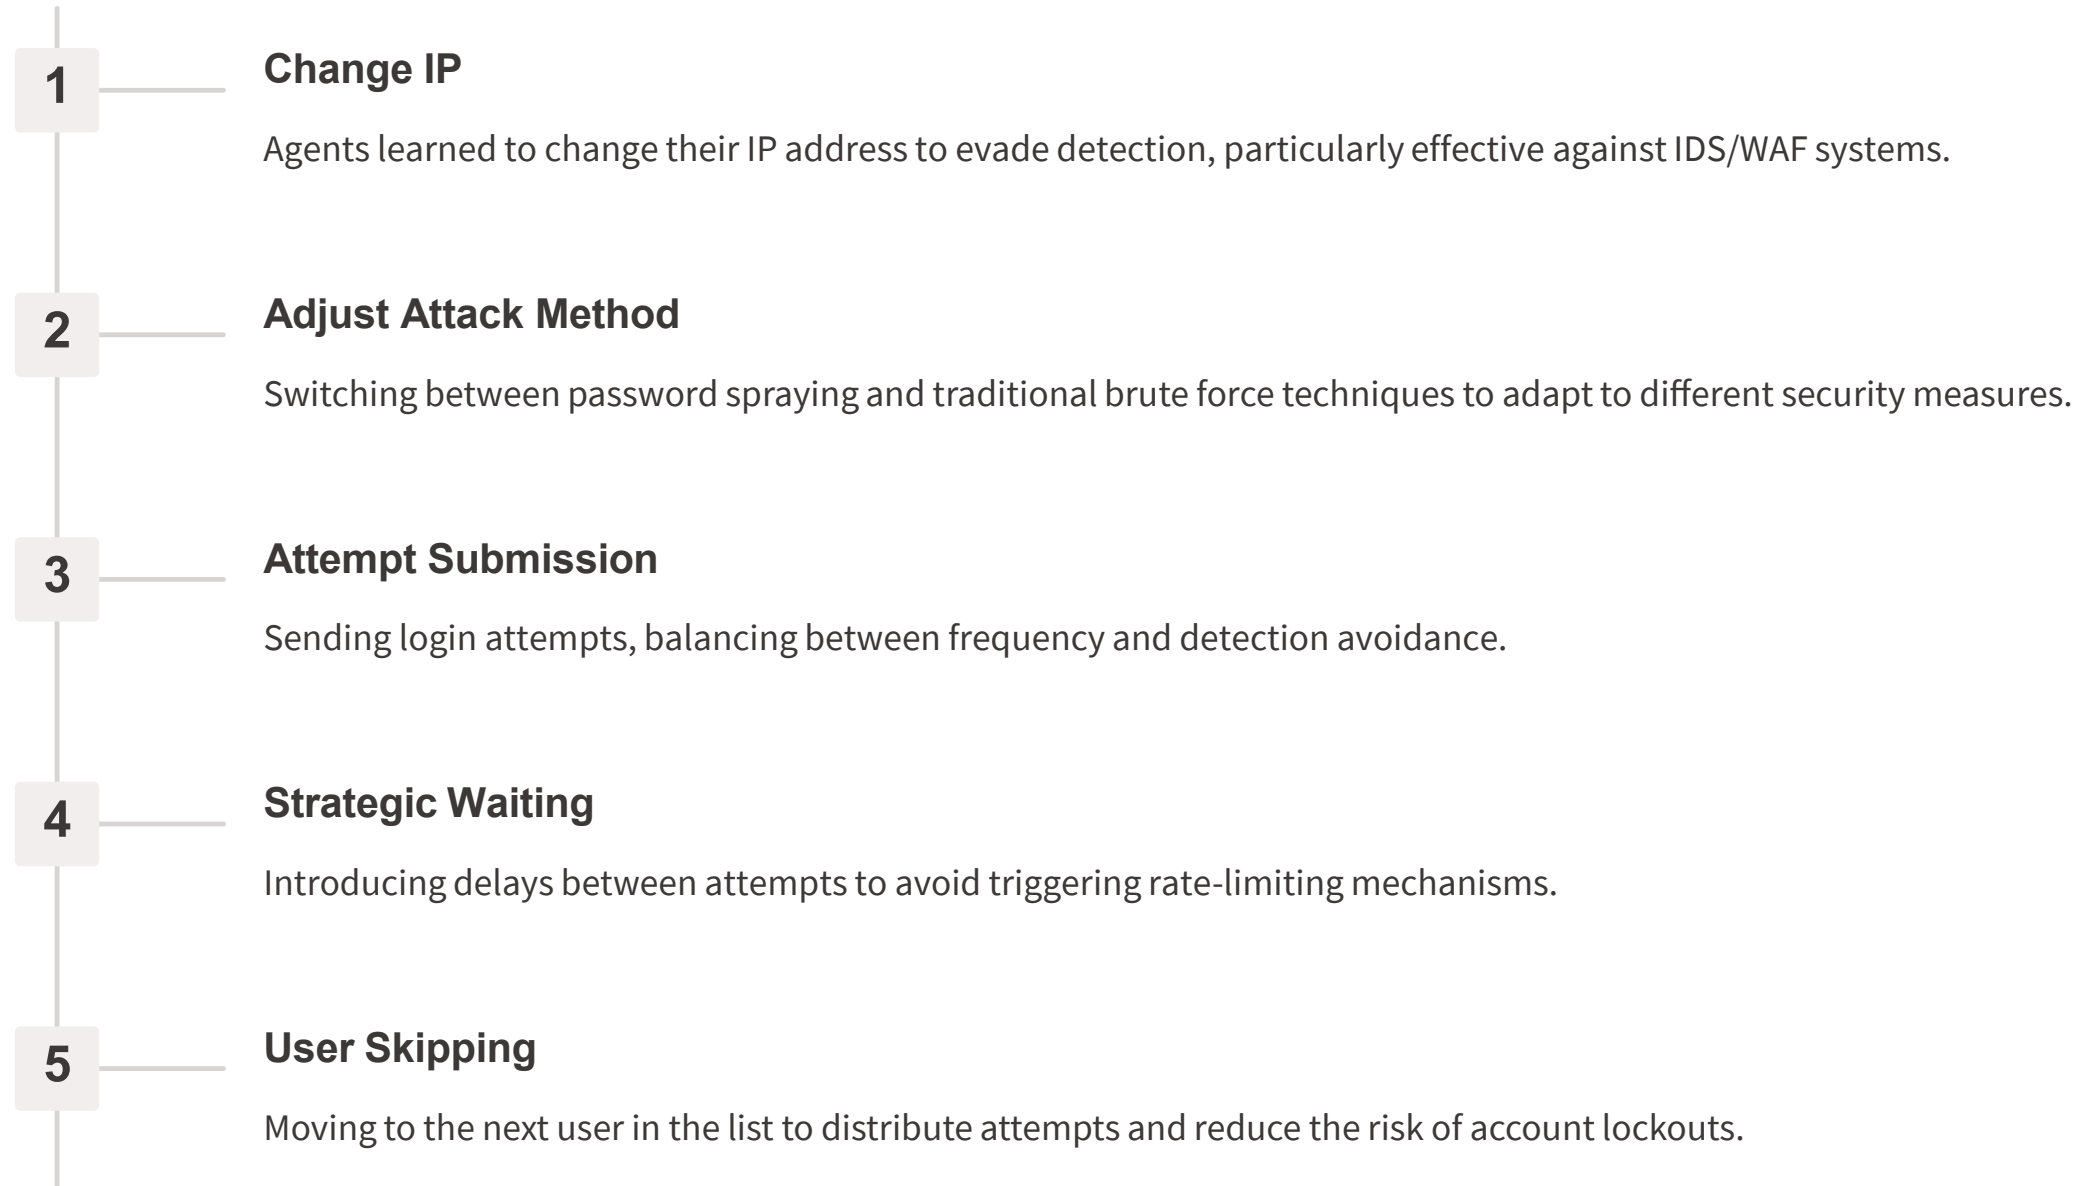 1
Change IP
Agents learned to change their IP address to evade detection, particularly effective against IDS/WAF systems.
2
Adjust Attack Method
Switching between password spraying and traditional brute force techniques to adapt to different security measures.
3
Attempt Submission
Sending login attempts, balancing between frequency and detection avoidance.
4
Strategic Waiting
Introducing delays between attempts to avoid triggering rate-limiting mechanisms.
5
User Skipping
Moving to the next user in the list to distribute attempts and reduce the risk of account lockouts.